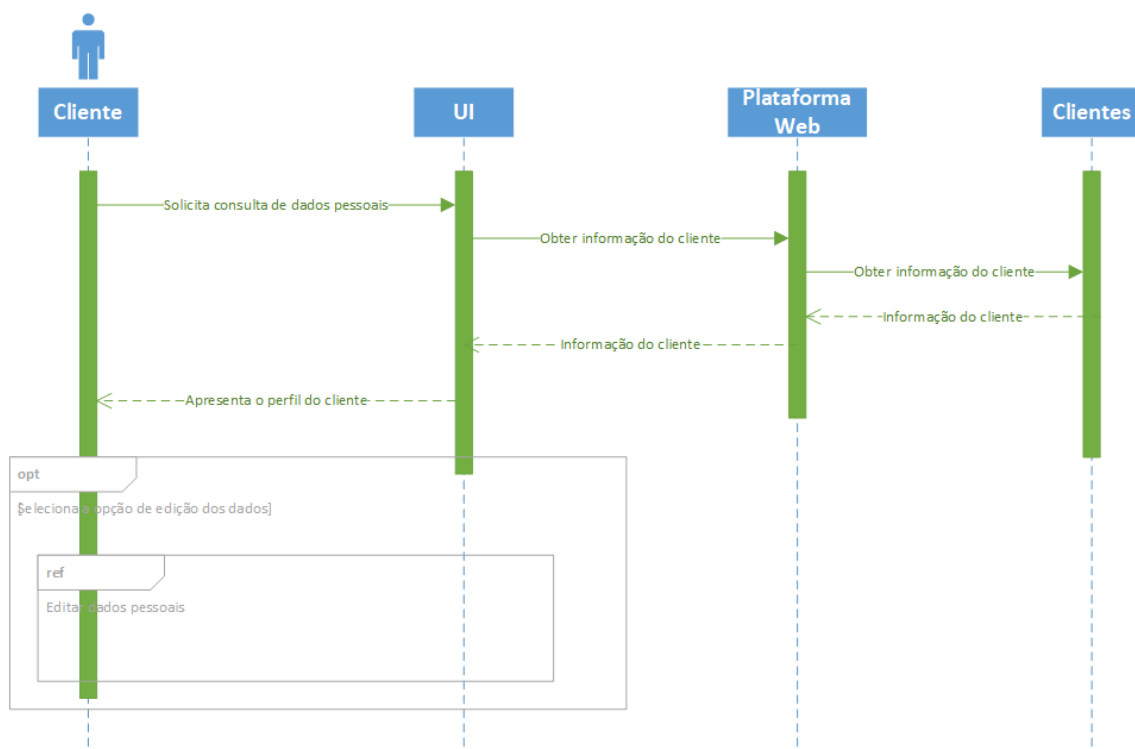 Cliente
UI
Plataforma
Web
Clientes
Solicita consulta de dados pessoais
Obter informação do cliente
Obter informação do cliente
Informação do cliente
Informação do cliente
Apresenta o perfil do cliente
opt
[Seleciona a opção de edição dos dados]
ref
Editar dados pessoais